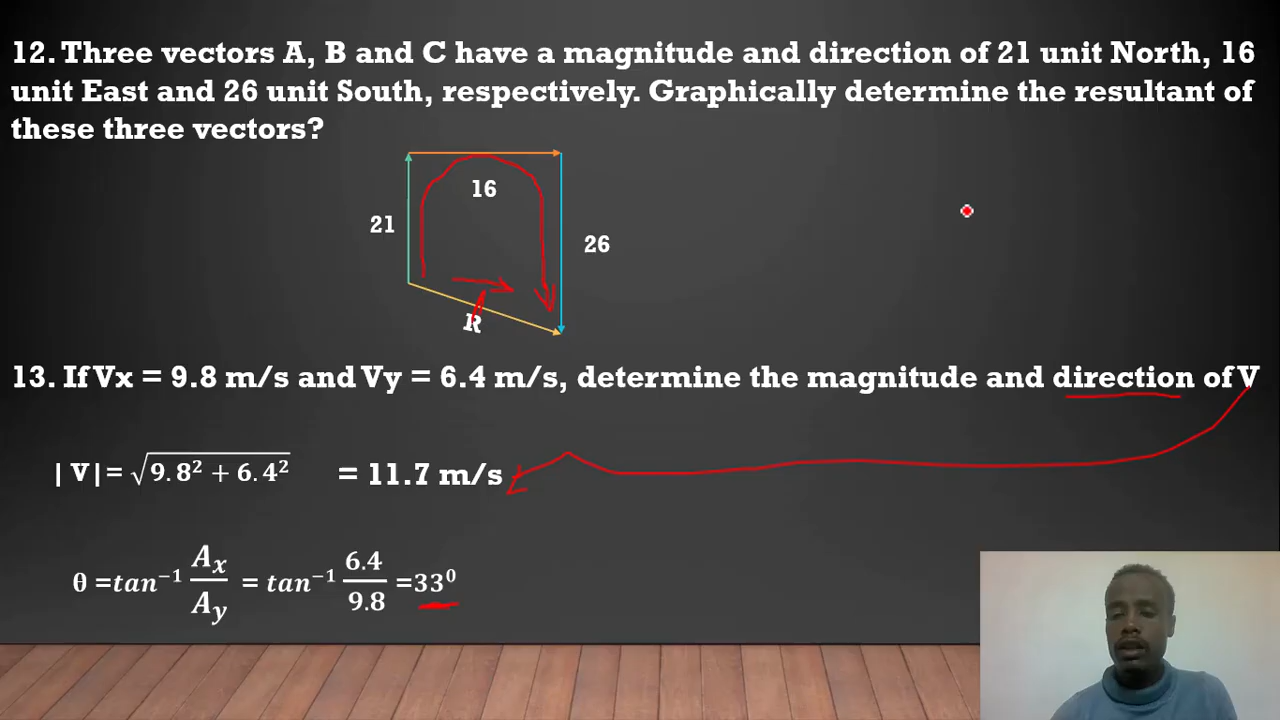 12. Three vectors A, B and C have a magnitude and direction of 21 unit North, 16
unit East and 26 unit South, respectively. Graphically determine the resultant of
these three vectors?
16
21
26
R
13. If Vx = 9.8 m/s and Vy = 6.4 m/s, determine the magnitude and direction of V
| V|= √9.8² + 6.4² = 11.7 m/s
θ =tan⁻¹ Aₓ/Aᵧ = tan⁻¹ 6.4/9.8 =33⁰